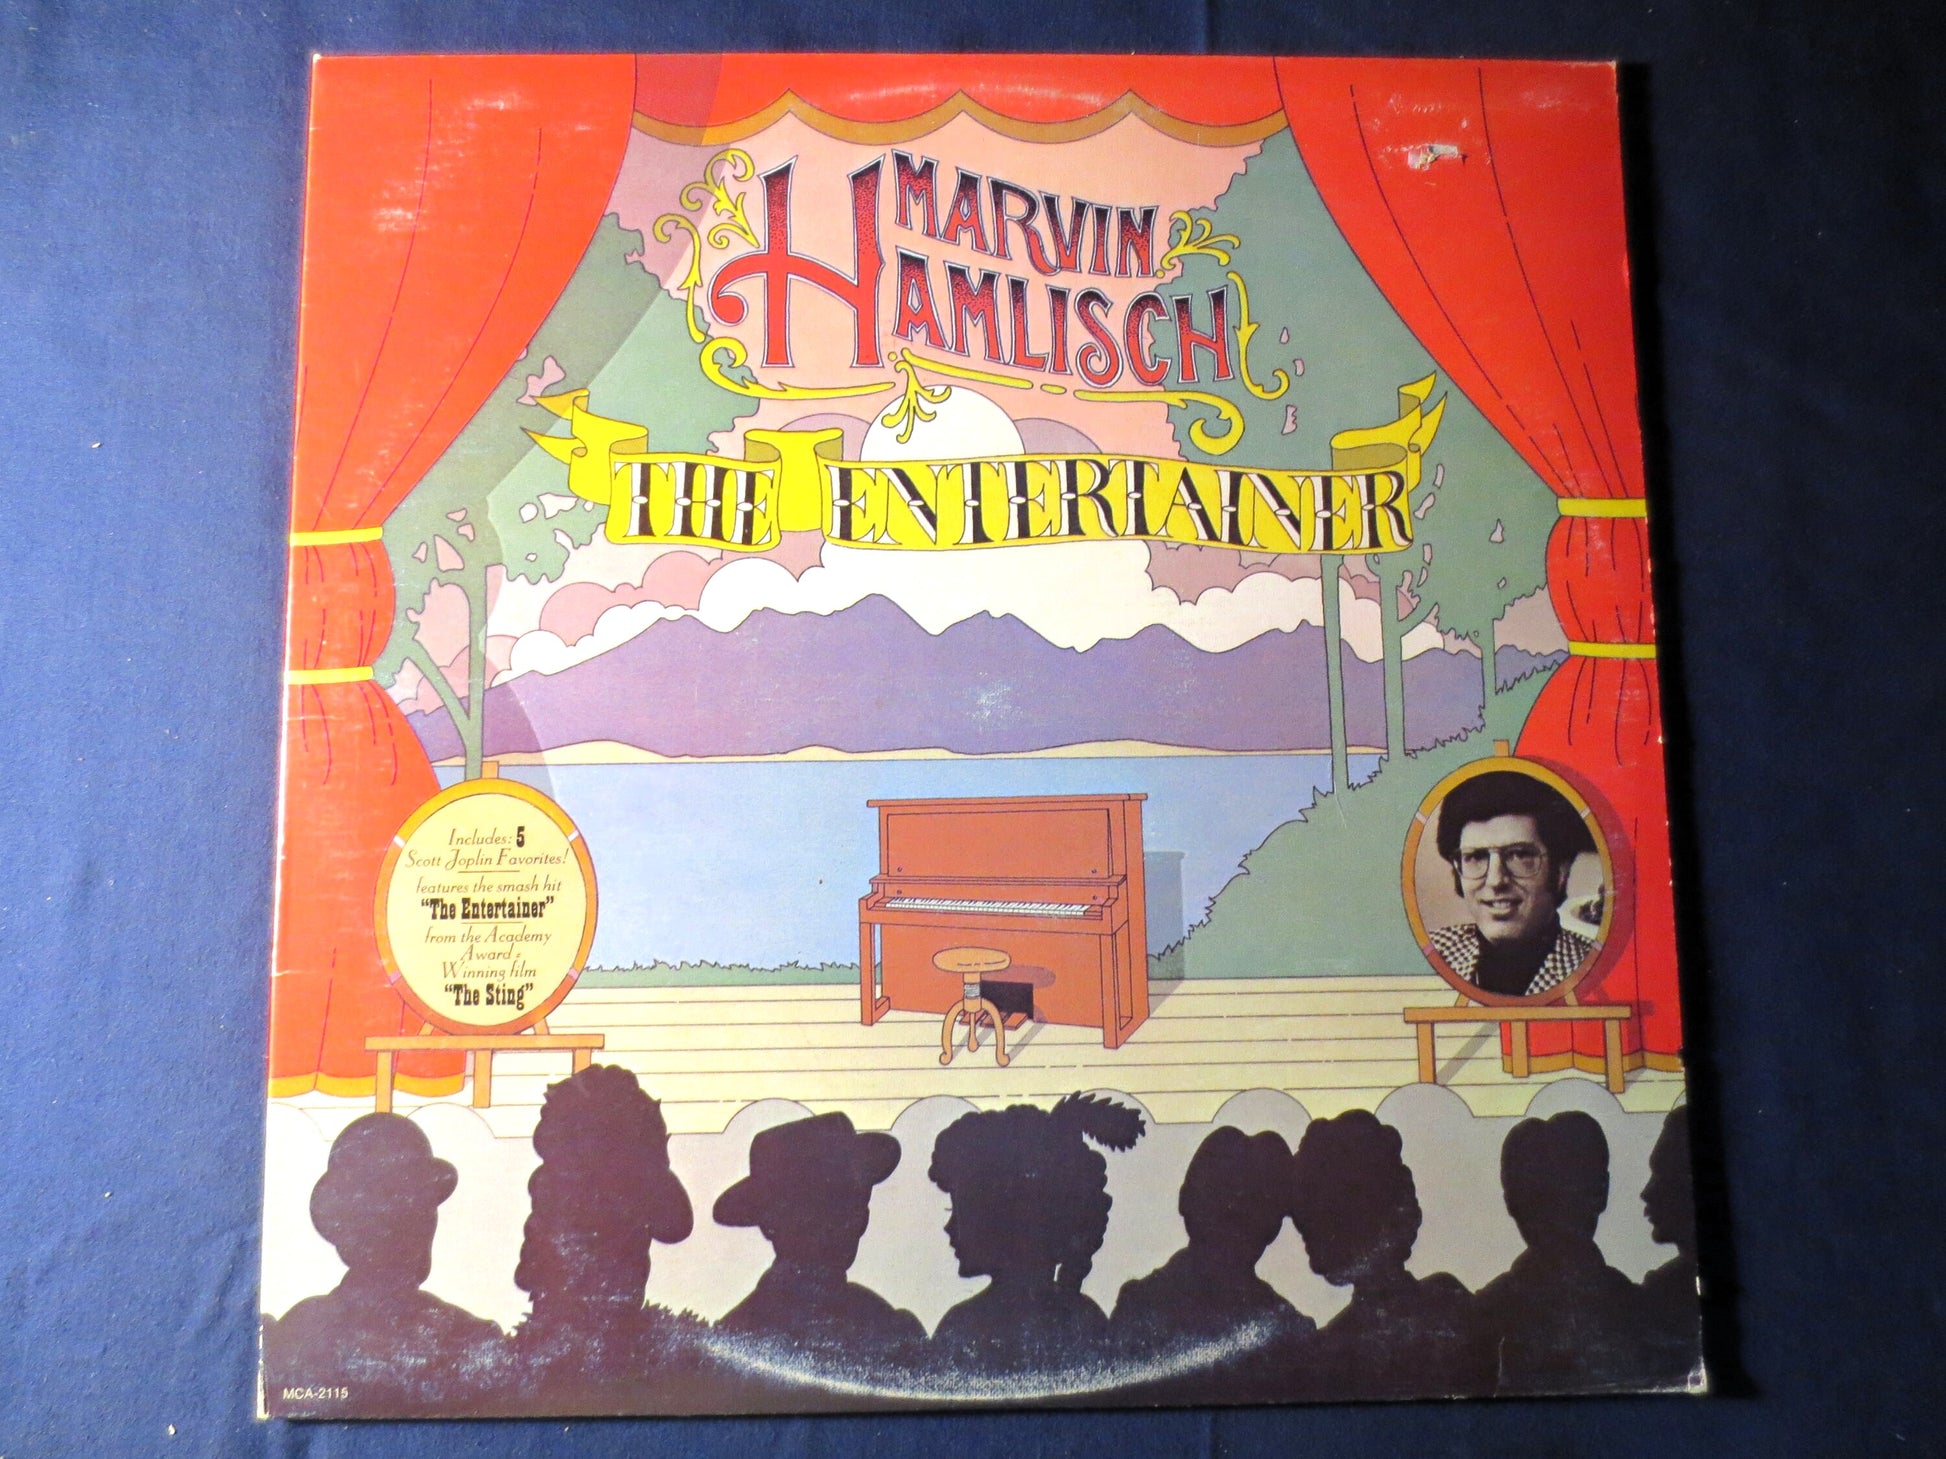 MARVIN
HAMLISCH
THE ENTERTAINER
Includes: 5
Scott Joplin Favorites!
features the smash hit
"The Entertainer"
from the Academy
Award-
Winning film
"The Sting"
MCA-2115